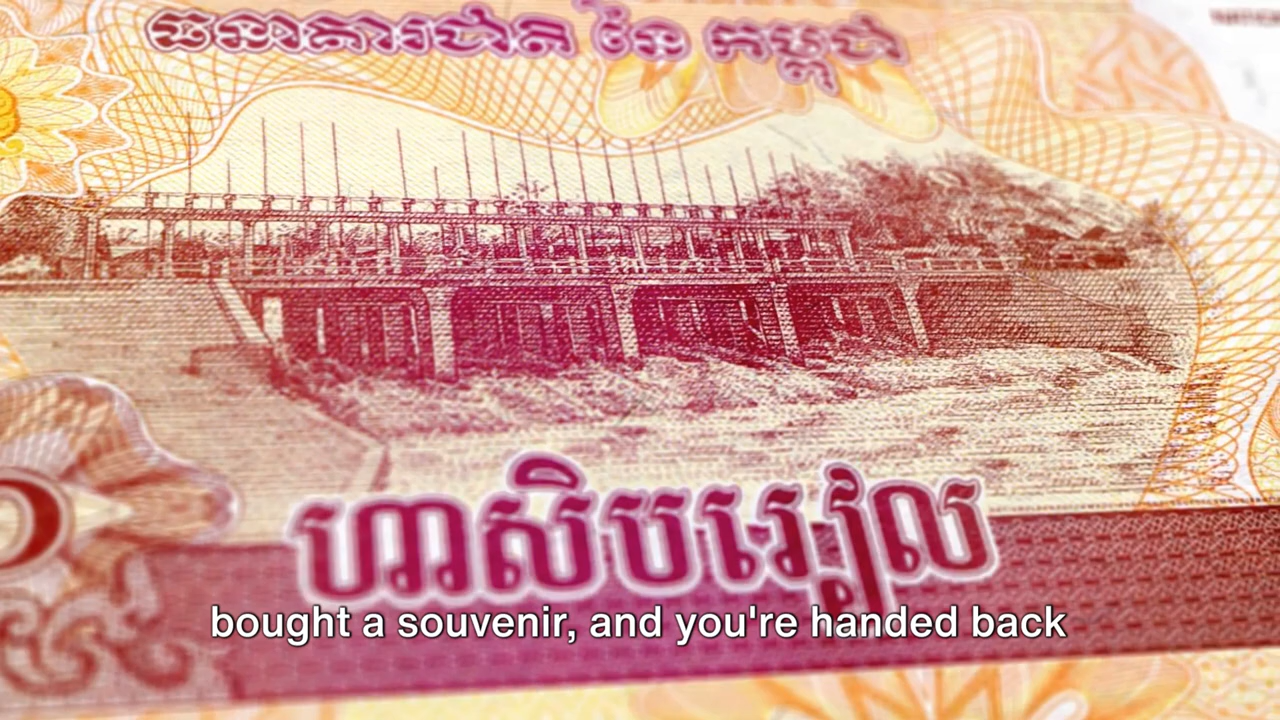 ធនាគារជាតិ នៃ កម្ពុជា
ហាសិបរៀល
bought a souvenir, and you're handed back